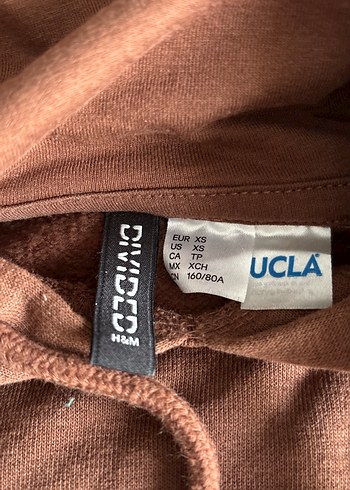 DIVIDED
H&M
EUR XS
US XS
CA TP
MX XCH
CN 160/80A
UCLA